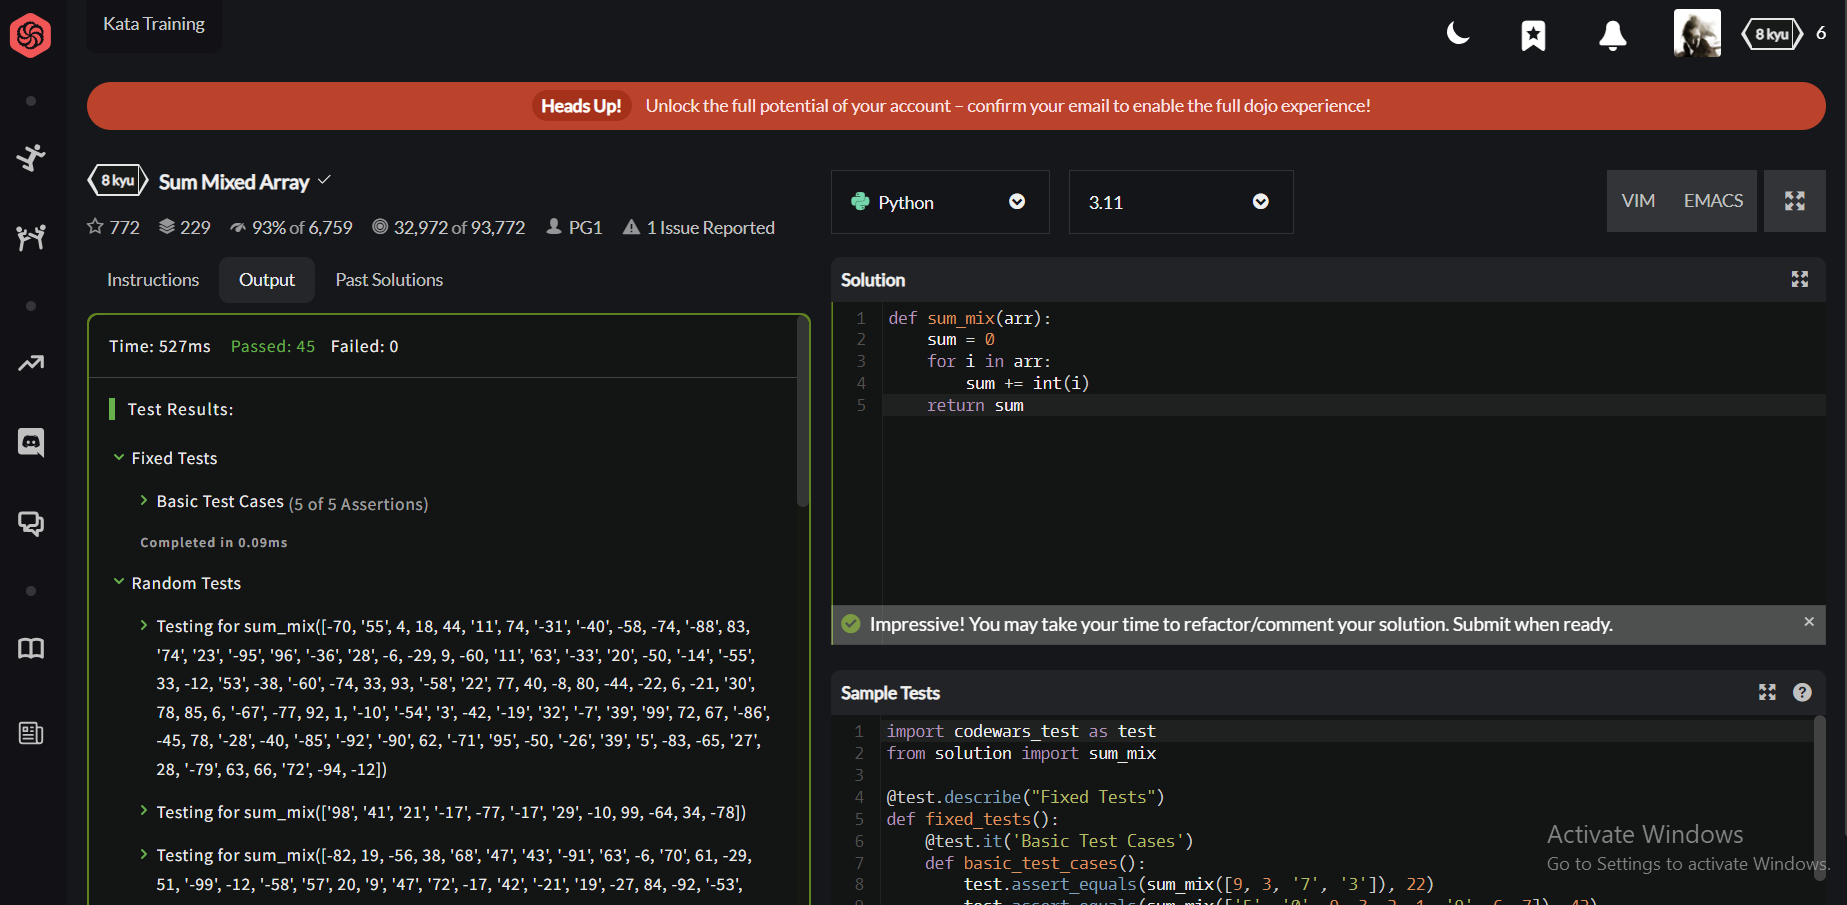 Kata Training
8 kyu 6
Heads Up! Unlock the full potential of your account – confirm your email to enable the full dojo experience!
8 kyu Sum Mixed Array
772 229 93% of 6,759 32,972 of 93,772 PG1 1 Issue Reported
Python 3.11 VIM EMACS
Instructions Output Past Solutions
Time: 527ms Passed: 45 Failed: 0
Test Results:
Fixed Tests
Basic Test Cases (5 of 5 Assertions)
Completed in 0.09ms
Random Tests
Testing for sum_mix([-70, '55', 4, 18, 44, '11', 74, '-31', '-40', -58, -74, '-88', 83,
'74', '23', '-95', '96', '-36', '28', -6, -29, 9, -60, '11', '63', '-33', '20', -50, '-14', '-55',
33, -12, '53', -38, '-60', -74, 33, 93, '-58', '22', 77, 40, -8, 80, -44, -22, 6, -21, '30',
78, 85, 6, '-67', -77, 92, 1, '-10', '-54', '3', -42, '-19', '32', '-7', '39', '99', 72, 67, '-86',
-45, 78, '-28', -40, '-85', '-92', '-90', 62, '-71', '95', -50, '-26', '39', '5', -83, -65, '27',
28, '-79', 63, 66, '72', -94, -12])
Testing for sum_mix(['98', '41', '21', '-17', -77, '-17', '29', -10, 99, -64, 34, -78])
Testing for sum_mix([-82, 19, -56, 38, '68', '47', '43', '-91', '63', -6, '70', 61, -29,
51, '-99', -12, '-58', '57', 20, '9', '47', '72', -17, '42', '-21', '19', -27, 84, -92, '-53',
Solution
1 def sum_mix(arr):
2 sum = 0
3 for i in arr:
4 sum += int(i)
5 return sum
Impressive! You may take your time to refactor/comment your solution. Submit when ready. ×
Sample Tests ?
1 import codewars_test as test
2 from solution import sum_mix
3
4 @test.describe("Fixed Tests")
5 def fixed_tests():
6 @test.it('Basic Test Cases')
7 def basic_test_cases():
8 test.assert_equals(sum_mix([9, 3, '7', '3']), 22)
Activate Windows
Go to Settings to activate Windows.